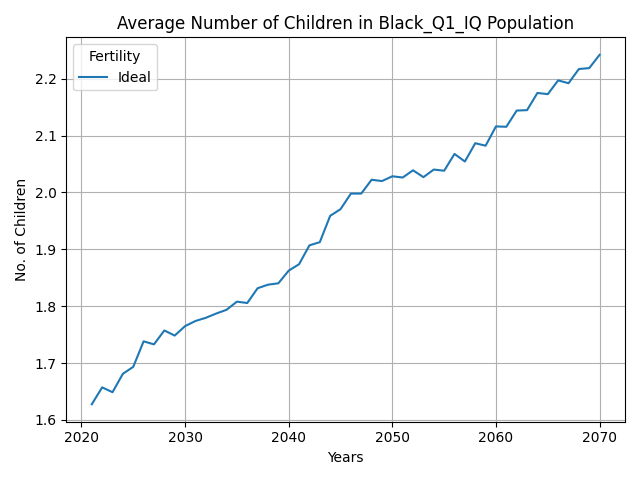 Average Number of Children in Black_Q1_IQ Population
Fertility
Ideal
No. of Children
2.2
2.1
2.0
1.9
1.8
1.7
1.6
2020 2030 2040 2050 2060 2070
Years